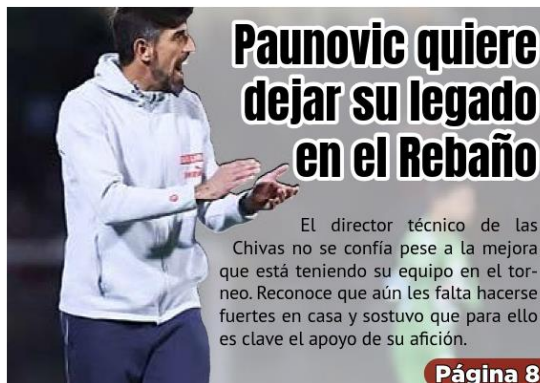 Paunovic quiere
dejar su legado
en el Rebaño
El director técnico de las
Chivas no se confía pese a la mejora
que está teniendo su equipo en el tor-
neo. Reconoce que aún les falta hacerse
fuertes en casa y sostuvo que para ello
es clave el apoyo de su afición.
Página 8